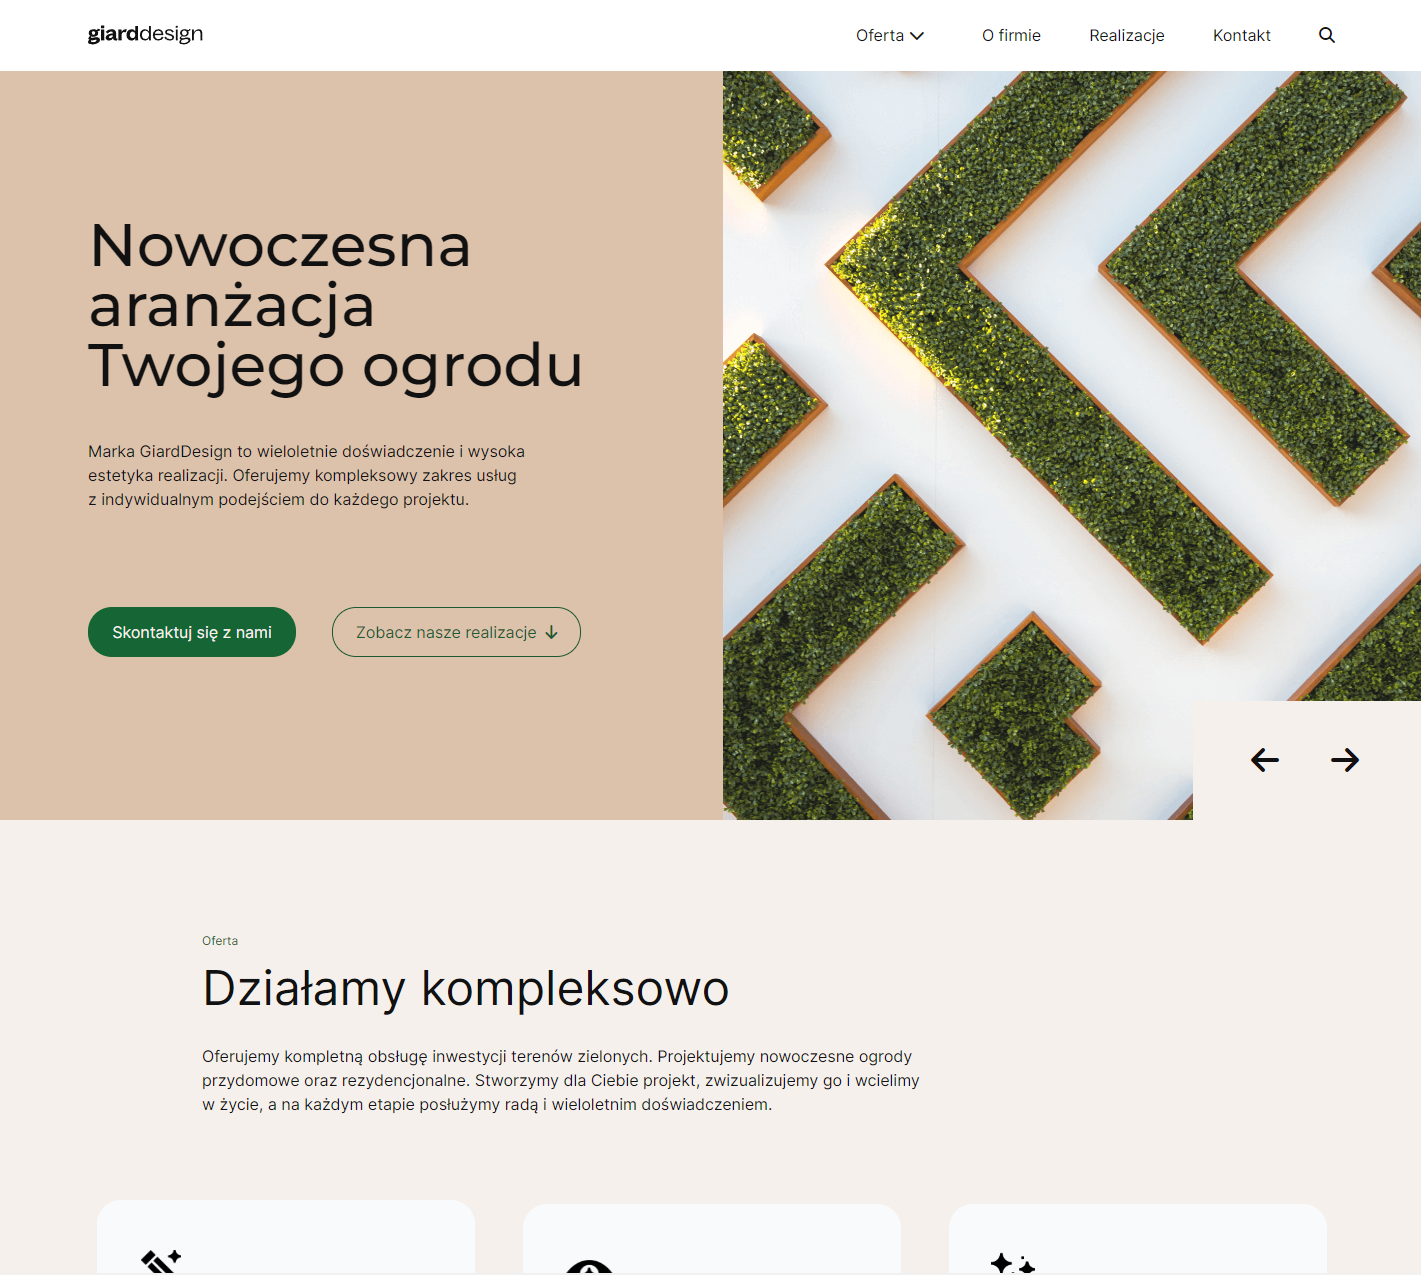 giarddesign
Oferta
O firmie
Realizacje
Kontakt
Nowoczesna
aranżacja
Twojego ogrodu
Marka GiardDesign to wieloletnie doświadczenie i wysoka
estetyka realizacji. Oferujemy kompleksowy zakres usług
z indywidualnym podejściem do każdego projektu.
Skontaktuj się z nami
Zobacz nasze realizacje
Oferta
Działamy kompleksowo
Oferujemy kompletną obsługę inwestycji terenów zielonych. Projektujemy nowoczesne ogrody
przydomowe oraz rezydencjonalne. Stworzymy dla Ciebie projekt, zwizualizujemy go i wcielimy
w życie, a na każdym etapie posłużymy radą i wieloletnim doświadczeniem.